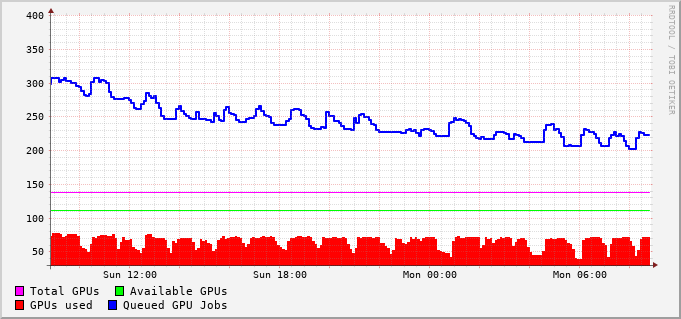 400
350
300
250
200
150
100
50
Sun 12:00 Sun 18:00 Mon 00:00 Mon 06:00
Total GPUs Available GPUs
GPUs used Queued GPU Jobs
RRDTOOL / TOBI OETIKER